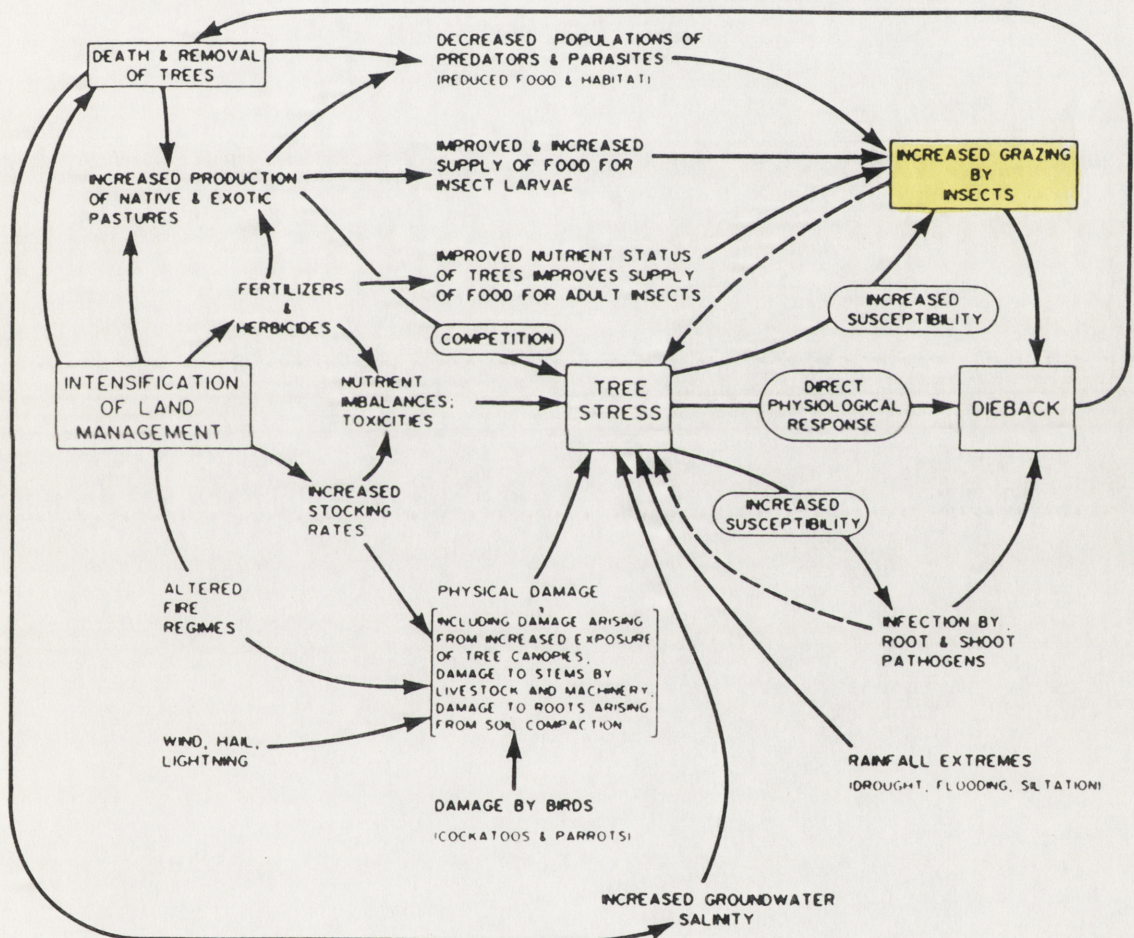 DEATH & REMOVAL
OF TREES
DECREASED POPULATIONS OF
PREDATORS & PARASITES
(REDUCED FOOD & HABITAT)
IMPROVED & INCREASED
SUPPLY OF FOOD FOR
INSECT LARVAE
INCREASED GRAZING
BY
INSECTS
INCREASED PRODUCTION
OF NATIVE & EXOTIC
PASTURES
IMPROVED NUTRIENT STATUS
OF TREES IMPROVES SUPPLY
OF FOOD FOR ADULT INSECTS
FERTILIZERS
&
HERBICIDES
INCREASED
SUSCEPTIBILITY
COMPETITION
INTENSIFICATION
OF LAND
MANAGEMENT
NUTRIENT
IMBALANCES;
TOXICITIES
TREE
STRESS
DIRECT
PHYSIOLOGICAL
RESPONSE
DIEBACK
INCREASED
STOCKING
RATES
INCREASED
SUSCEPTIBILITY
ALTERED
FIRE
REGIMES
PHYSICAL DAMAGE
INCLUDING DAMAGE ARISING
FROM INCREASED EXPOSURE
OF TREE CANOPIES,
DAMAGE TO STEMS BY
LIVESTOCK AND MACHINERY,
DAMAGE TO ROOTS ARISING
FROM SOIL COMPACTION
INFECTION BY
ROOT & SHOOT
PATHOGENS
WIND, HAIL,
LIGHTNING
RAINFALL EXTREMES
(DROUGHT, FLOODING, SILTATION)
DAMAGE BY BIRDS
(COCKATOOS & PARROTS)
INCREASED GROUNDWATER
SALINITY